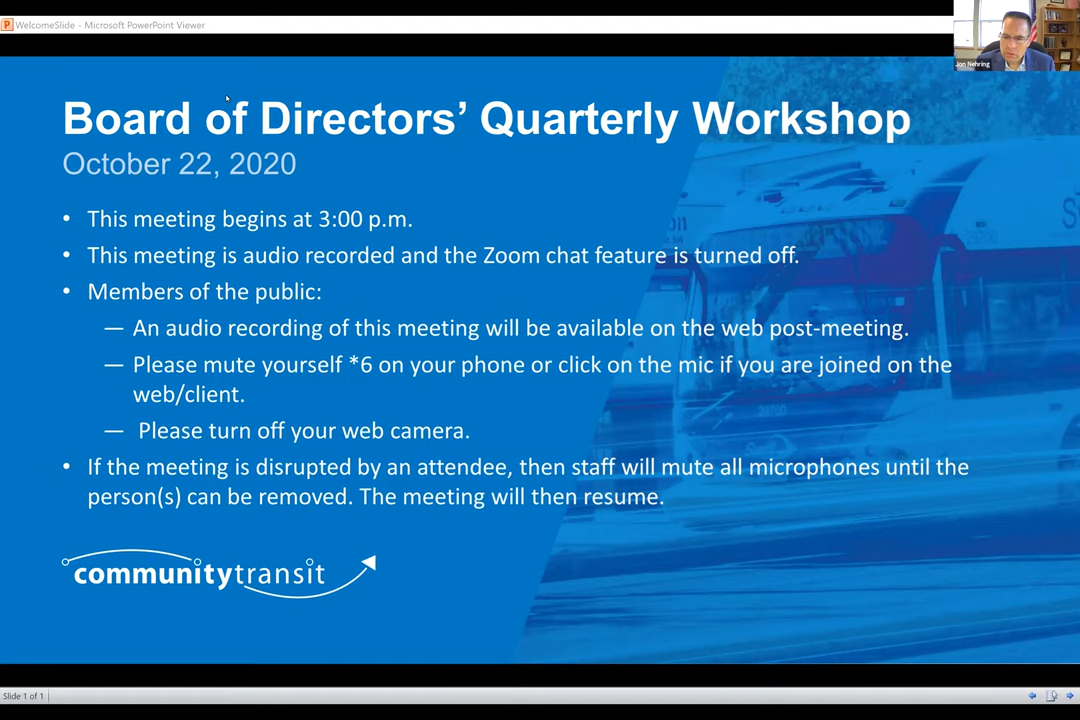 WelcomeSlide - Microsoft PowerPoint Viewer
Jon Nehring
Board of Directors’ Quarterly Workshop
October 22, 2020
• This meeting begins at 3:00 p.m.
• This meeting is audio recorded and the Zoom chat feature is turned off.
• Members of the public:
— An audio recording of this meeting will be available on the web post-meeting.
— Please mute yourself *6 on your phone or click on the mic if you are joined on the
web/client.
— Please turn off your web camera.
• If the meeting is disrupted by an attendee, then staff will mute all microphones until the
person(s) can be removed. The meeting will then resume.
communitytransit
29700
Slide 1 of 1